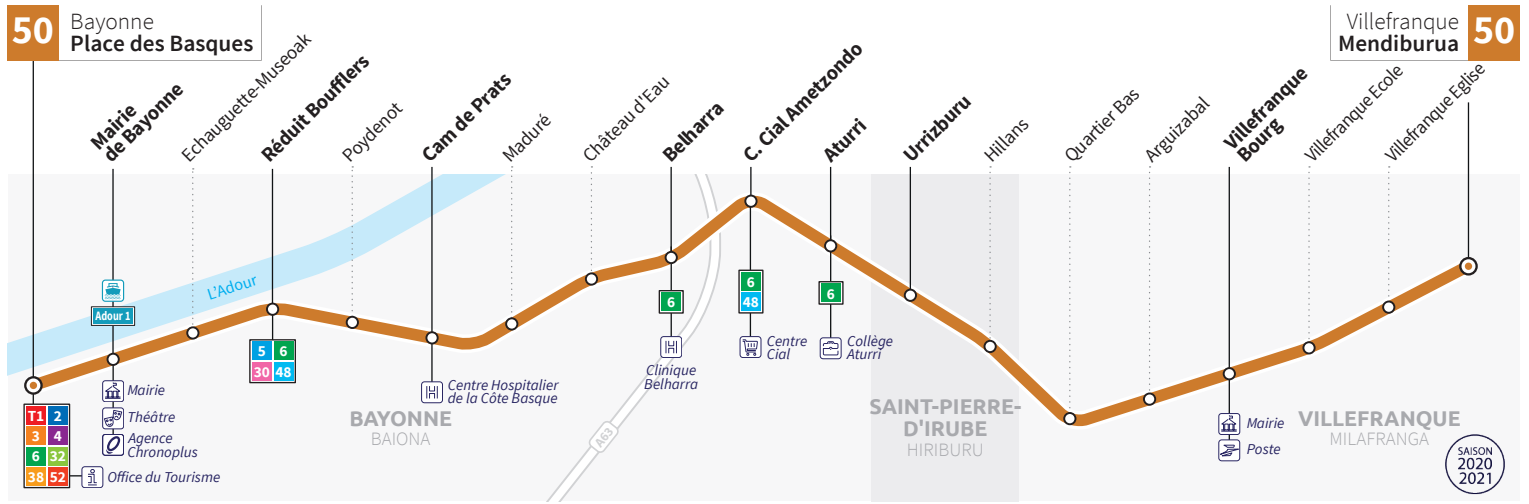 50
Bayonne
Place des Basques
Villefranque
Mendiburua
50
Mairie
de Bayonne
Echauguette-Museoak
Réduit Boufflers
Poydenot
Cam de Prats
Maduré
Château d'Eau
Belharra
C. Cial Ametzondo
Aturri
Urrizburu
Hillans
Quartier Bas
Arguizabal
Villefranque
Bourg
Villefranque Ecole
Villefranque Eglise
L'Adour
Adour 1
T1 2
3 4
6 32
38 52
Office du Tourisme
Mairie
Théâtre
Agence
Chronoplus
5 6
30 48
Centre Hospitalier
de la Côte Basque
BAYONNE
BAIONA
6
Clinique
Belharra
A63
6
48
Centre
Cial
6
Collège
Aturri
SAINT-PIERRE-
D'IRUBE
HIRIBURU
Mairie
Poste
VILLEFRANQUE
MILAFRANGA
SAISON
2020
2021